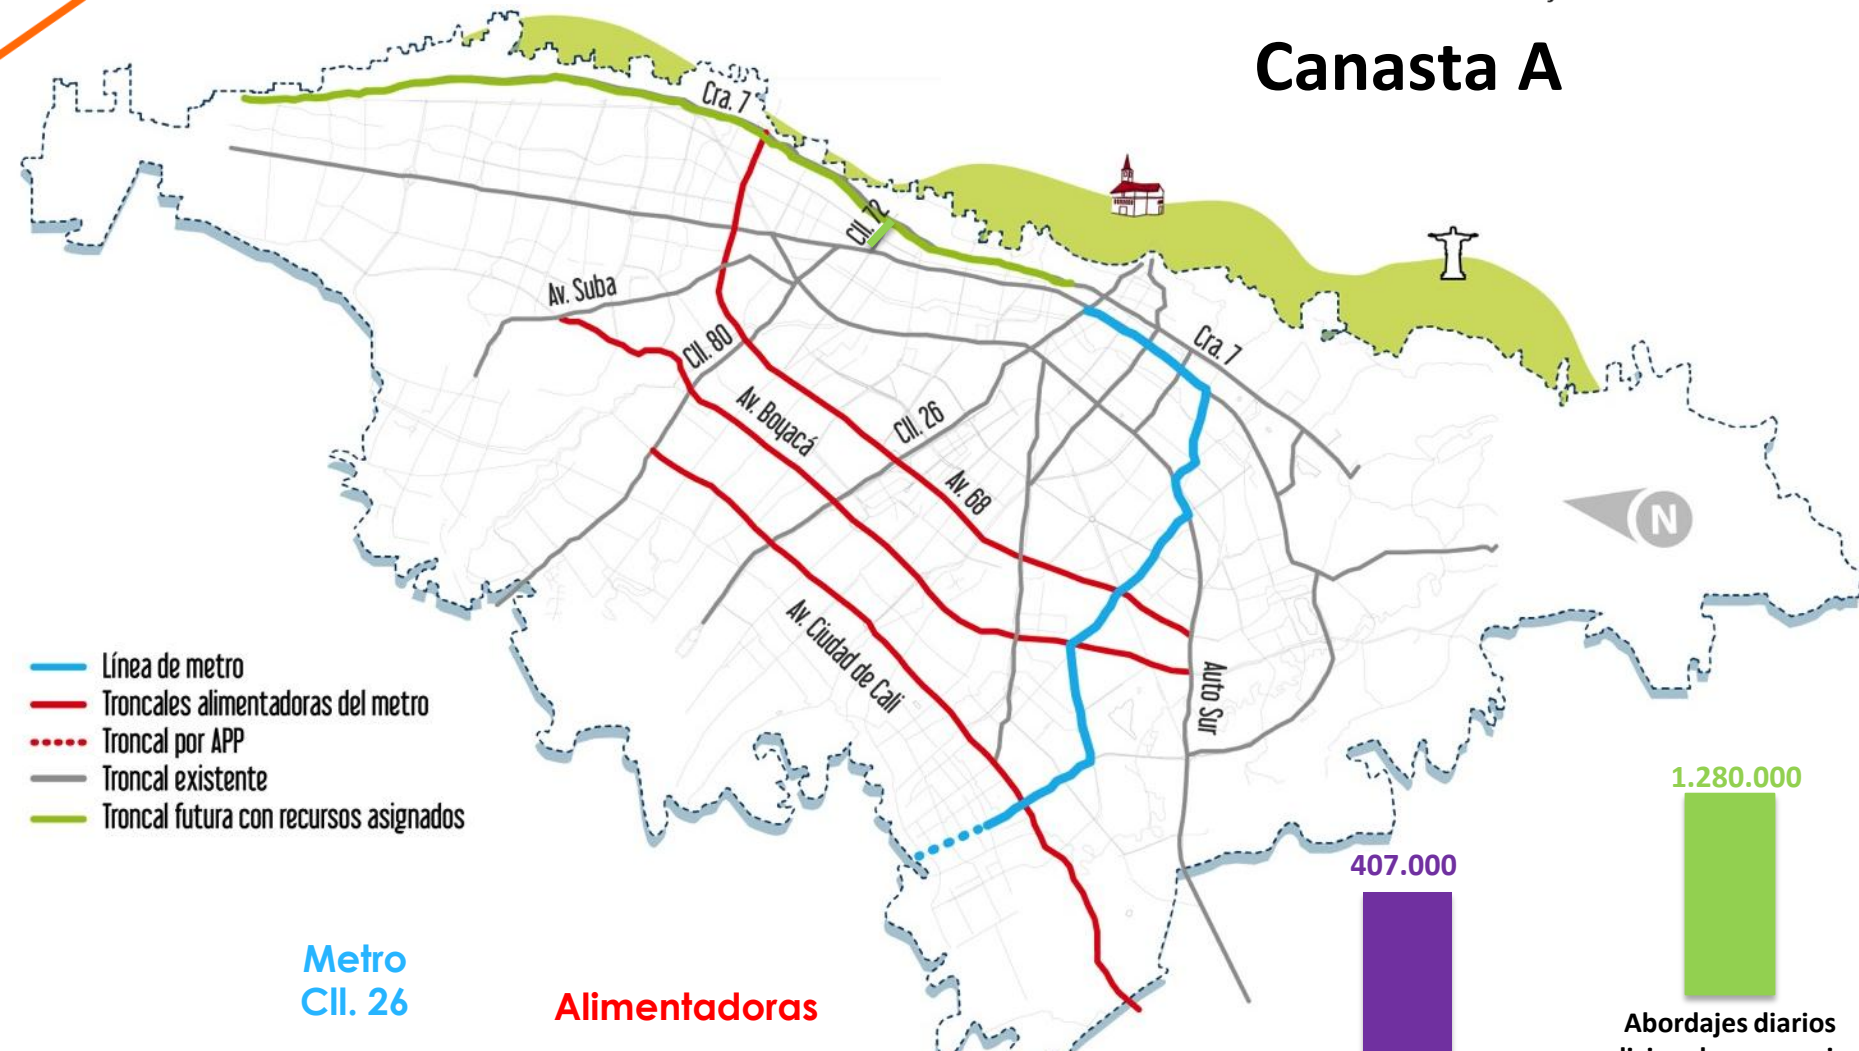 Canasta A
Cra. 7
Cll. 72
Av. Suba
Cll. 80
Cra. 7
Av. Boyacá
Cll. 26
Av. 68
N
Av. Ciudad de Cali
Auto Sur
Línea de metro
Troncales alimentadoras del metro
Troncal por APP
Troncal existente
Troncal futura con recursos asignados
1.280.000
407.000
Metro
Cll. 26
Alimentadoras
Abordajes diarios